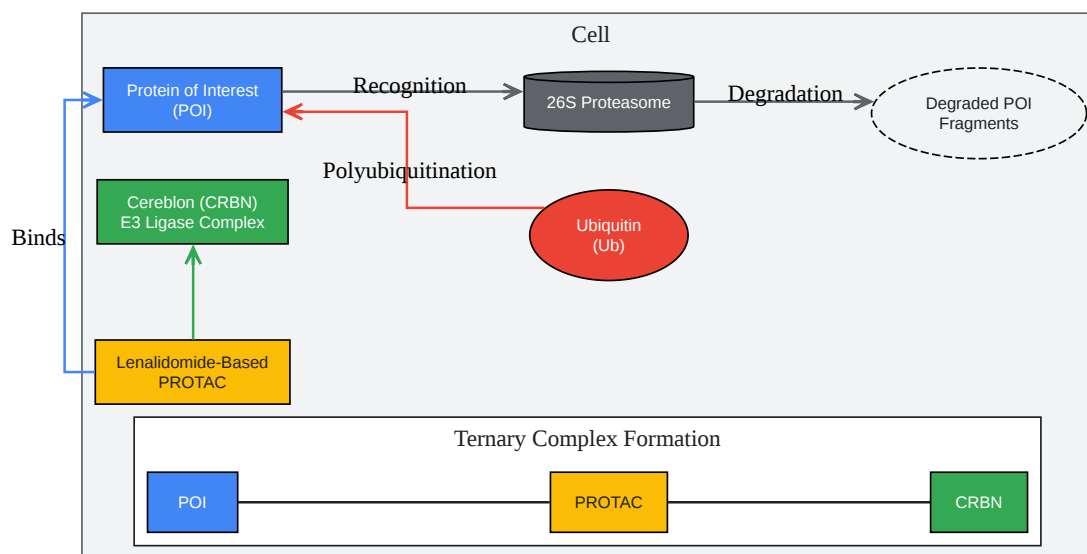 Cell
Protein of Interest
(POI)
Recognition
26S Proteasome
Degradation
Degraded POI
Fragments
Polyubiquitination
Cereblon (CRBN)
E3 Ligase Complex
Ubiquitin
(Ub)
Binds
Lenalidomide-Based
PROTAC
Ternary Complex Formation
POI
PROTAC
CRBN